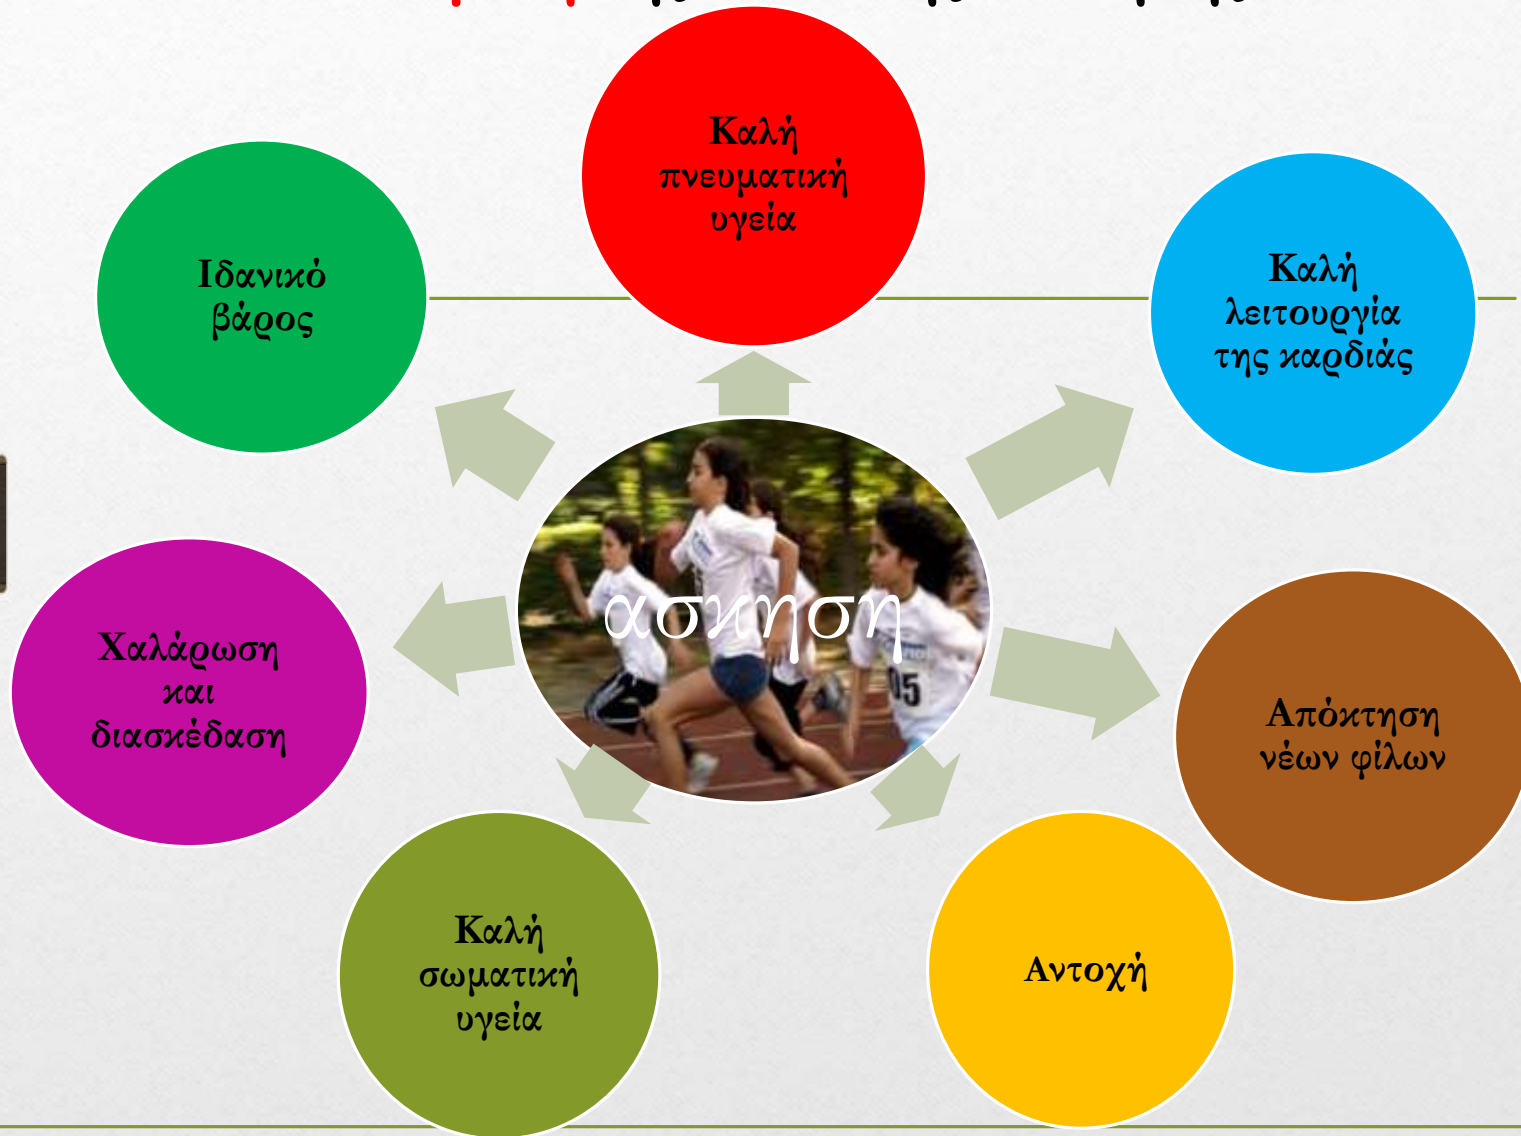 Καλή
πνευματική
υγεία
Ιδανικό
βάρος
Καλή
λειτουργία
της καρδιάς
ασκηση
05
Χαλάρωση
και
διασκέδαση
Απόκτηση
νέων φίλων
Καλή
σωματική
υγεία
Αντοχή